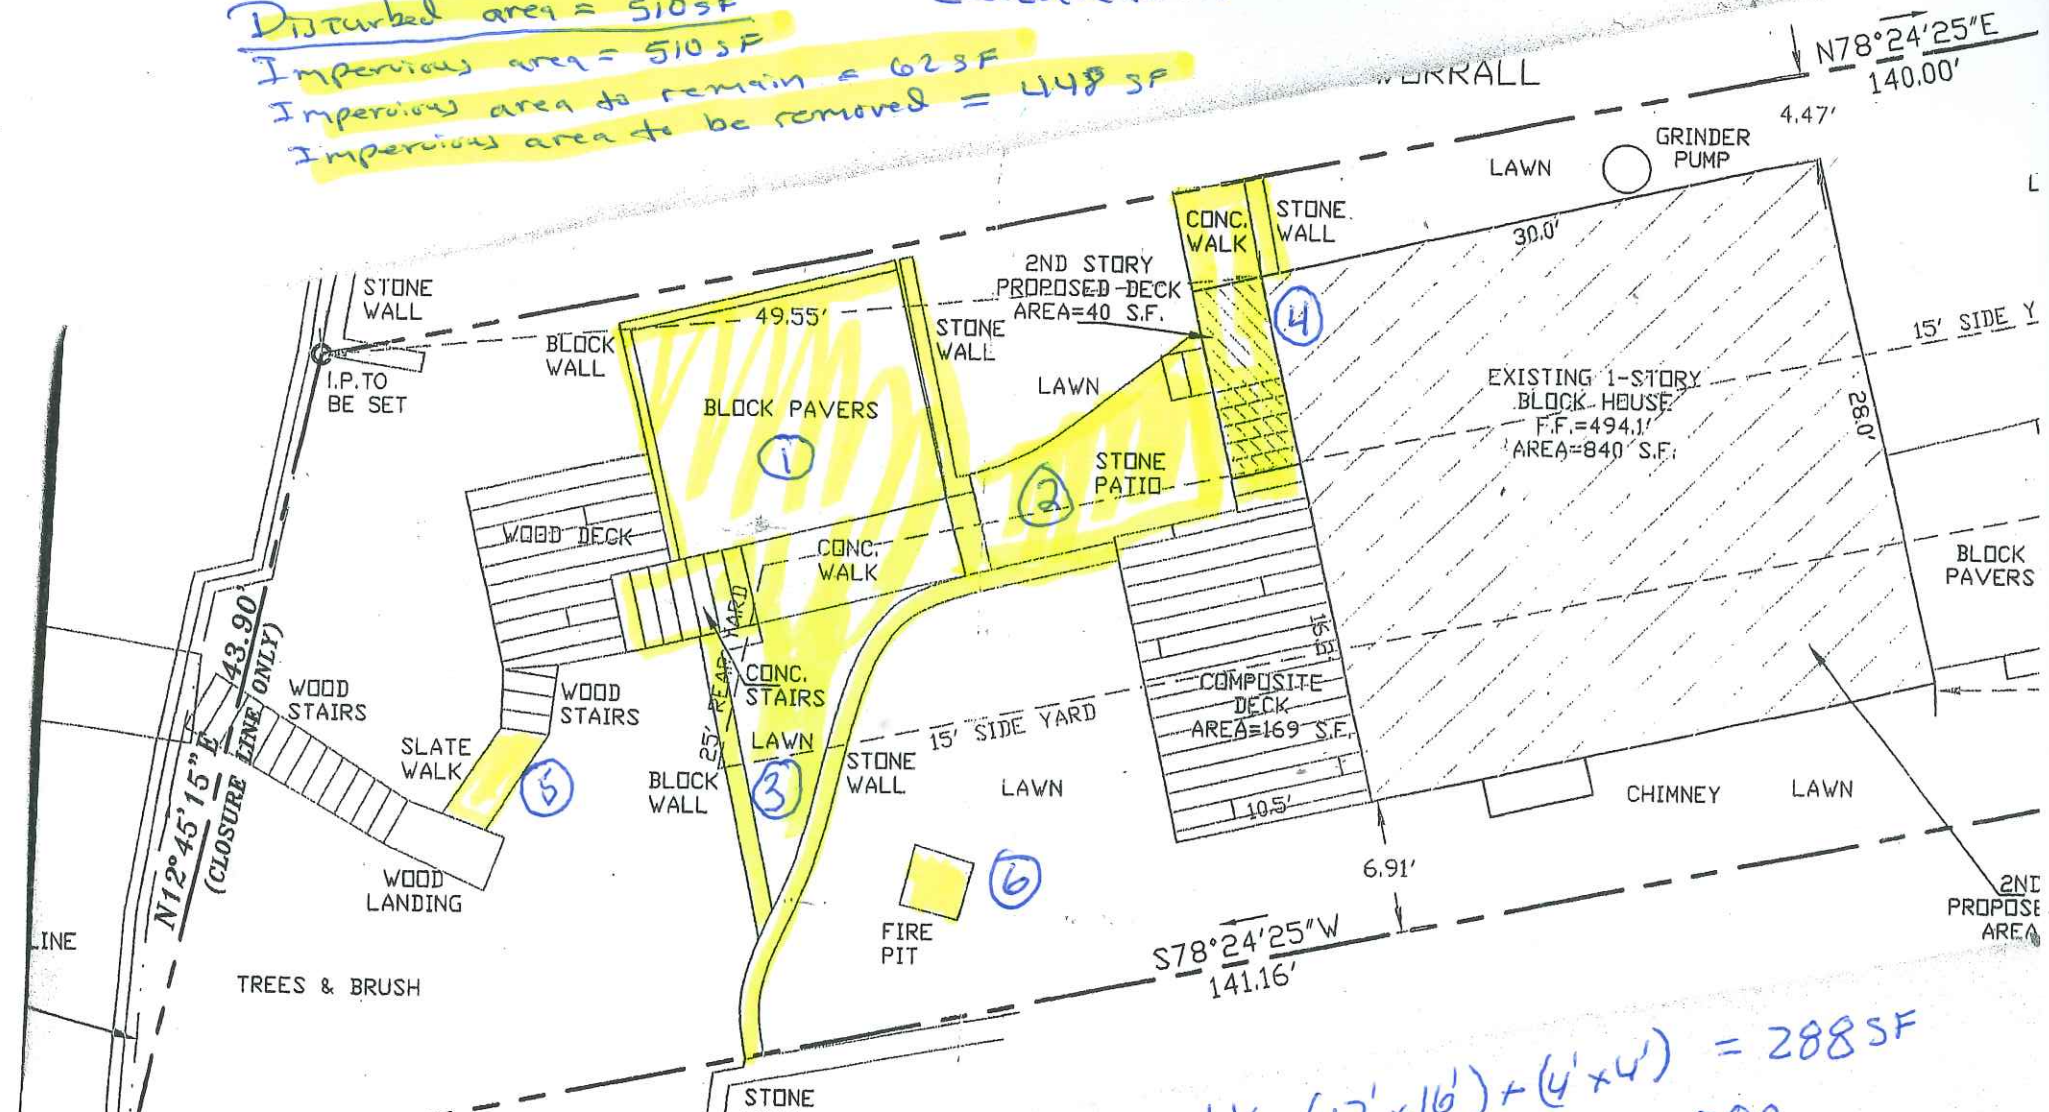 Disturbed area = 510 SF
Impervious area = 510 SF
Impervious area to remain = 62 SF
Impervious area to be removed = 448 SF
N78°24'25"E
140.00'
4.47'
GRINDER
PUMP
LAWN
CONC.
WALK
STONE
WALL
30.0'
2ND STORY
PROPOSED DECK
AREA=40 S.F.
4
STONE
WALL
49.55'
BLOCK
WALL
STONE
WALL
15' SIDE Y
I.P. TO
BE SET
LAWN
BLOCK PAVERS
1
EXISTING 1-STORY
BLOCK HOUSE
F.F.=494.1'
AREA=840 S.F.
28.0'
STONE
PATIO
2
WOOD DECK
CONC.
WALK
BLOCK
PAVERS
25' REAR YARD
CONC.
STAIRS
15.5'
COMPOSITE
DECK
AREA=169 S.F.
10.5'
N12°45'15"E 43.90'
(CLOSURE LINE ONLY)
WOOD
STAIRS
WOOD
STAIRS
SLATE
WALK
5
LAWN
15' SIDE YARD
BLOCK
WALL
3
STONE
WALL
LAWN
CHIMNEY
LAWN
WOOD
LANDING
6
6.91'
FIRE
PIT
2ND
PROPOSE
AREA
LINE
TREES & BRUSH
S78°24'25"W
141.16'
STONE
x16') + (4'x4') = 288 SF